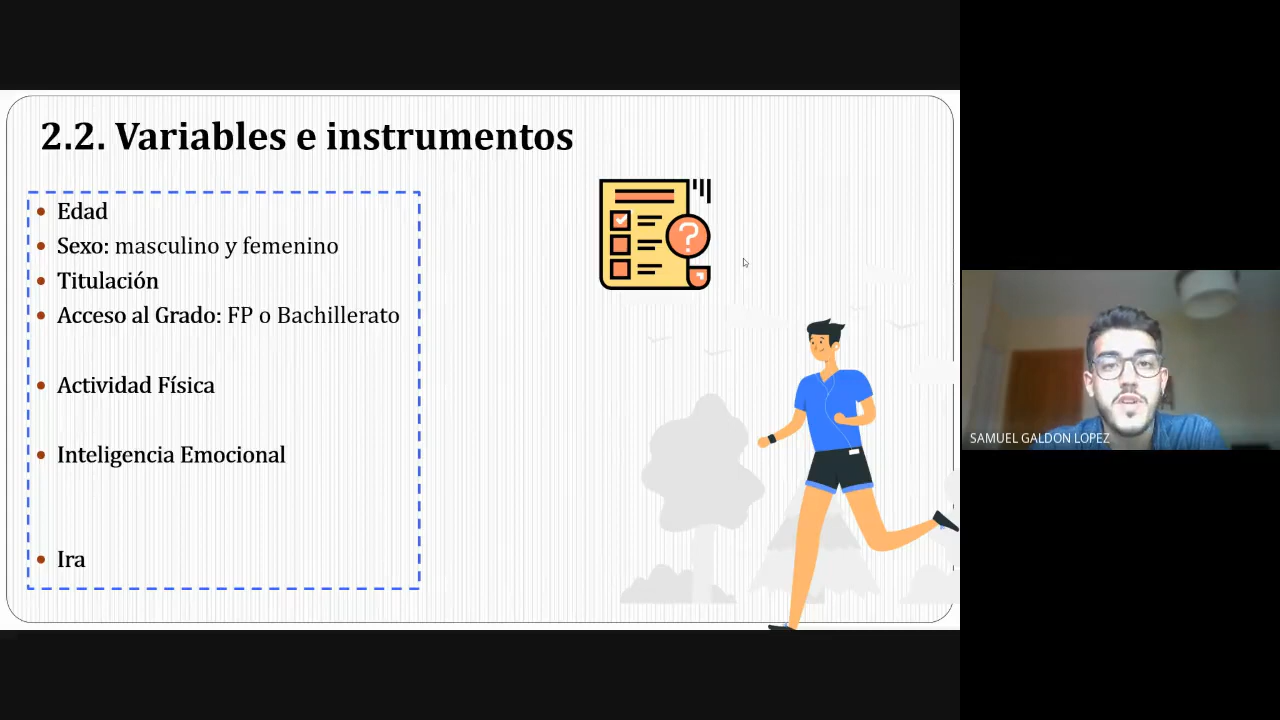 2.2. Variables e instrumentos
Edad
Sexo: masculino y femenino
Titulación
Acceso al Grado: FP o Bachillerato
Actividad Física
Inteligencia Emocional
Ira
?
SAMUEL GALDON LOPEZ